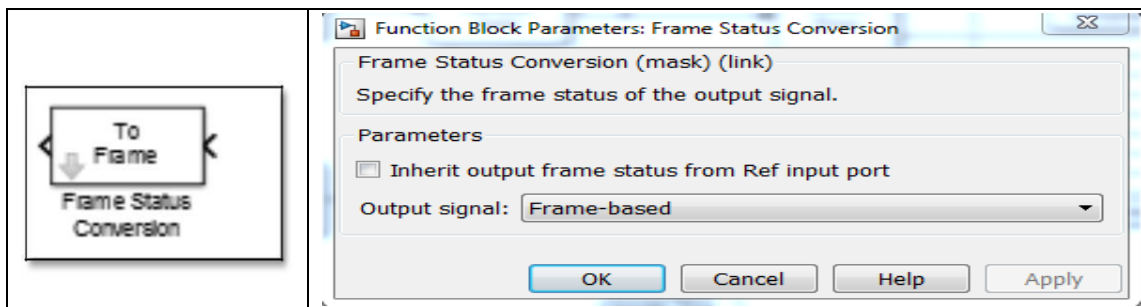 To
Frame
Frame Status
Conversion
Function Block Parameters: Frame Status Conversion
Frame Status Conversion (mask) (link)
Specify the frame status of the output signal.
Parameters
Inherit output frame status from Ref input port
Output signal: Frame-based
OK Cancel Help Apply